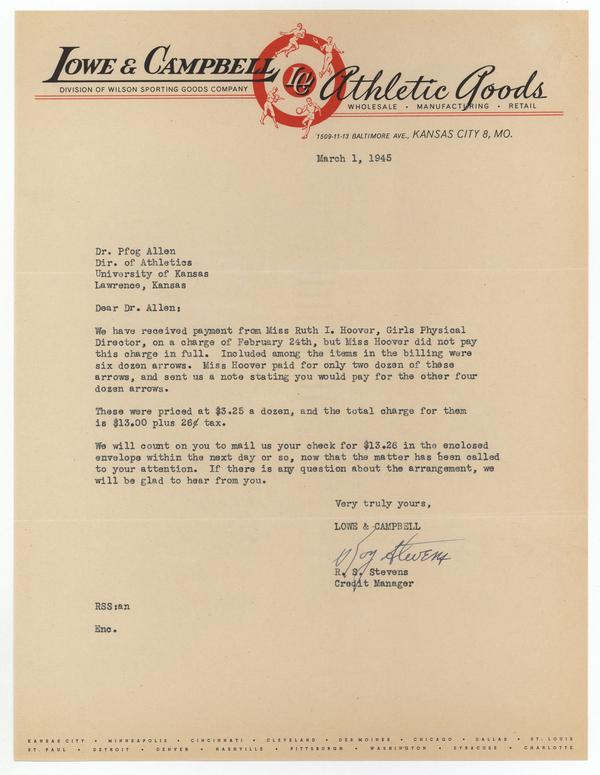 LOWE & CAMPBELL LC Athletic Goods
DIVISION OF WILSON SPORTING GOODS COMPANY
WHOLESALE • MANUFACTURING • RETAIL
1509-11-13 BALTIMORE AVE., KANSAS CITY 8, MO.
March 1, 1945
Dr. Pfog Allen
Dir. of Athletics
University of Kansas
Lawrence, Kansas
Dear Dr. Allen;
We have received payment from Miss Ruth I. Hoover, Girls Physical
Director, on a charge of February 24th, but Miss Hoover did not pay
this charge in full. Included among the items in the billing were
six dozen arrows. Miss Hoover paid for only two dozen of these
arrows, and sent us a note stating you would pay for the other four
dozen arrows.
These were priced at $3.25 a dozen, and the total charge for them
is $13.00 plus 26¢ tax.
We will count on you to mail us your check for $13.26 in the enclosed
envelope within the next day or so, now that the matter has been called
to your attention. If there is any question about the arrangement, we
will be glad to hear from you.
Very truly yours,
LOWE & CAMPBELL
Roy Stevens
R. S. Stevens
Credit Manager
RSS:an
Enc.
KANSAS CITY • MINNEAPOLIS • CINCINNATI • CLEVELAND • DES MOINES • CHICAGO • DALLAS • ST. LOUIS
ST. PAUL • DETROIT • DENVER • NASHVILLE • PITTSBURGH • WASHINGTON • SYRACUSE • CHARLOTTE